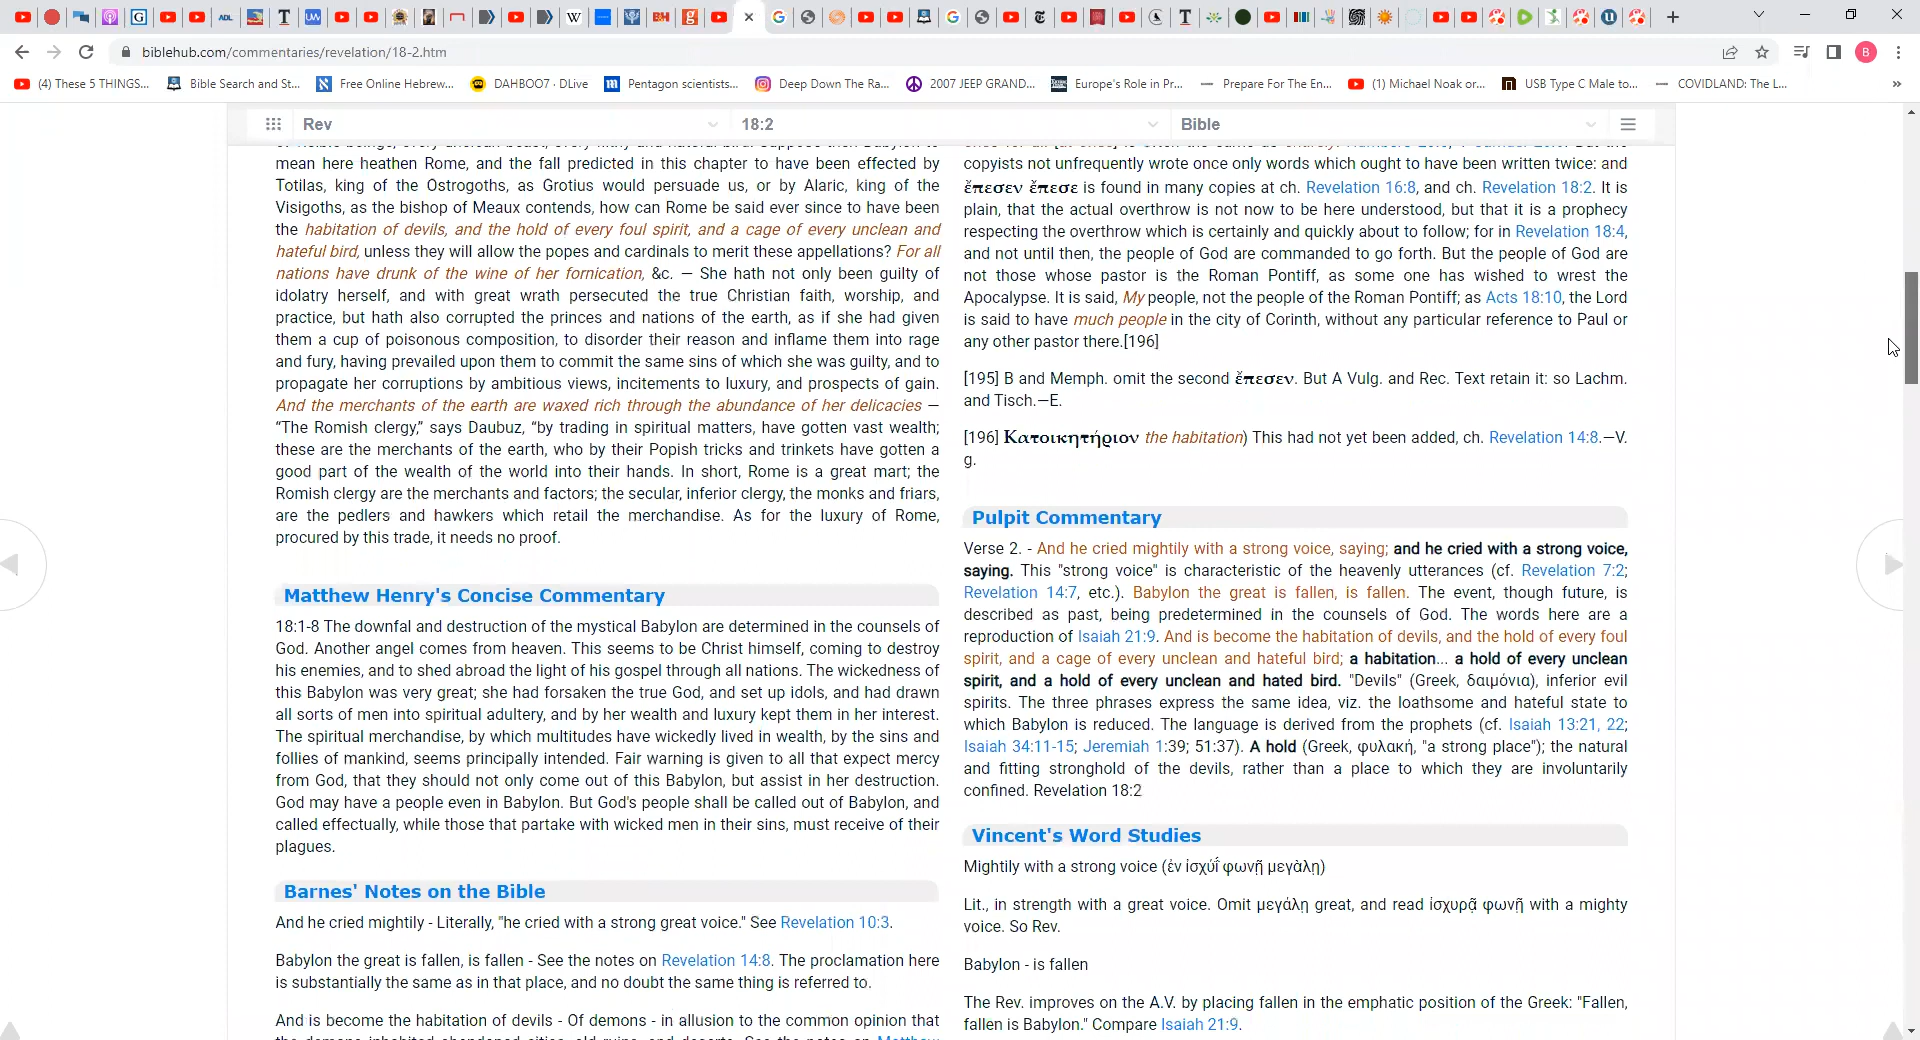 ADL
T
UW
W
BH
g
T
T
biblehub.com/commentaries/revelation/18-2.htm
B
(4) These 5 THINGS...
Bible Search and St...
Free Online Hebrew...
DAHBOO7 · DLive
Pentagon scientists...
Deep Down The Ra...
2007 JEEP GRAND...
Europe's Role in Pr...
Prepare For The En...
(1) Michael Noak or...
USB Type C Male to...
COVIDLAND: The L...
»
Rev
18:2
Bible
mean here heathen Rome, and the fall predicted in this chapter to have been effected by
Totilas, king of the Ostrogoths, as Grotius would persuade us, or by Alaric, king of the
Visigoths, as the bishop of Meaux contends, how can Rome be said ever since to have been
the habitation of devils, and the hold of every foul spirit, and a cage of every unclean and
hateful bird, unless they will allow the popes and cardinals to merit these appellations? For all
nations have drunk of the wine of her fornication, &c. — She hath not only been guilty of
idolatry herself, and with great wrath persecuted the true Christian faith, worship, and
practice, but hath also corrupted the princes and nations of the earth, as if she had given
them a cup of poisonous composition, to disorder their reason and inflame them into rage
and fury, having prevailed upon them to commit the same sins of which she was guilty, and to
propagate her corruptions by ambitious views, incitements to luxury, and prospects of gain.
And the merchants of the earth are waxed rich through the abundance of her delicacies —
“The Romish clergy,” says Daubuz, “by trading in spiritual matters, have gotten vast wealth;
these are the merchants of the earth, who by their Popish tricks and trinkets have gotten a
good part of the wealth of the world into their hands. In short, Rome is a great mart; the
Romish clergy are the merchants and factors; the secular, inferior clergy, the monks and friars,
are the pedlers and hawkers which retail the merchandise. As for the luxury of Rome,
procured by this trade, it needs no proof.
Matthew Henry's Concise Commentary
18:1-8 The downfal and destruction of the mystical Babylon are determined in the counsels of
God. Another angel comes from heaven. This seems to be Christ himself, coming to destroy
his enemies, and to shed abroad the light of his gospel through all nations. The wickedness of
this Babylon was very great; she had forsaken the true God, and set up idols, and had drawn
all sorts of men into spiritual adultery, and by her wealth and luxury kept them in her interest.
The spiritual merchandise, by which multitudes have wickedly lived in wealth, by the sins and
follies of mankind, seems principally intended. Fair warning is given to all that expect mercy
from God, that they should not only come out of this Babylon, but assist in her destruction.
God may have a people even in Babylon. But God's people shall be called out of Babylon, and
called effectually, while those that partake with wicked men in their sins, must receive of their
plagues.
Barnes' Notes on the Bible
And he cried mightily - Literally, "he cried with a strong great voice." See Revelation 10:3.
Babylon the great is fallen, is fallen - See the notes on Revelation 14:8. The proclamation here
is substantially the same as in that place, and no doubt the same thing is referred to.
And is become the habitation of devils - Of demons - in allusion to the common opinion that
copyists not unfrequently wrote once only words which ought to have been written twice: and
ἔπεσεν ἔπεσε is found in many copies at ch. Revelation 16:8, and ch. Revelation 18:2. It is
plain, that the actual overthrow is not now to be here understood, but that it is a prophecy
respecting the overthrow which is certainly and quickly about to follow; for in Revelation 18:4,
and not until then, the people of God are commanded to go forth. But the people of God are
not those whose pastor is the Roman Pontiff, as some one has wished to wrest the
Apocalypse. It is said, My people, not the people of the Roman Pontiff; as Acts 18:10, the Lord
is said to have much people in the city of Corinth, without any particular reference to Paul or
any other pastor there.[196]
[195] B and Memph. omit the second ἔπεσεν. But A Vulg. and Rec. Text retain it: so Lachm.
and Tisch.—E.
[196] Κατοικητήριον the habitation) This had not yet been added, ch. Revelation 14:8.—V.
g.
Pulpit Commentary
Verse 2. - And he cried mightily with a strong voice, saying; and he cried with a strong voice,
saying. This "strong voice" is characteristic of the heavenly utterances (cf. Revelation 7:2;
Revelation 14:7, etc.). Babylon the great is fallen, is fallen. The event, though future, is
described as past, being predetermined in the counsels of God. The words here are a
reproduction of Isaiah 21:9. And is become the habitation of devils, and the hold of every foul
spirit, and a cage of every unclean and hateful bird; a habitation... a hold of every unclean
spirit, and a hold of every unclean and hated bird. "Devils" (Greek, δαιμόνια), inferior evil
spirits. The three phrases express the same idea, viz. the loathsome and hateful state to
which Babylon is reduced. The language is derived from the prophets (cf. Isaiah 13:21, 22;
Isaiah 34:11-15; Jeremiah 1:39; 51:37). A hold (Greek, φυλακή, "a strong place"); the natural
and fitting stronghold of the devils, rather than a place to which they are involuntarily
confined. Revelation 18:2
Vincent's Word Studies
Mightily with a strong voice (ἐν ἰσχύΐ φωνῇ μεγὰλῃ)
Lit., in strength with a great voice. Omit μεγάλῃ great, and read ἰσχυρᾷ φωνῇ with a mighty
voice. So Rev.
Babylon - is fallen
The Rev. improves on the A.V. by placing fallen in the emphatic position of the Greek: "Fallen,
fallen is Babylon." Compare Isaiah 21:9.